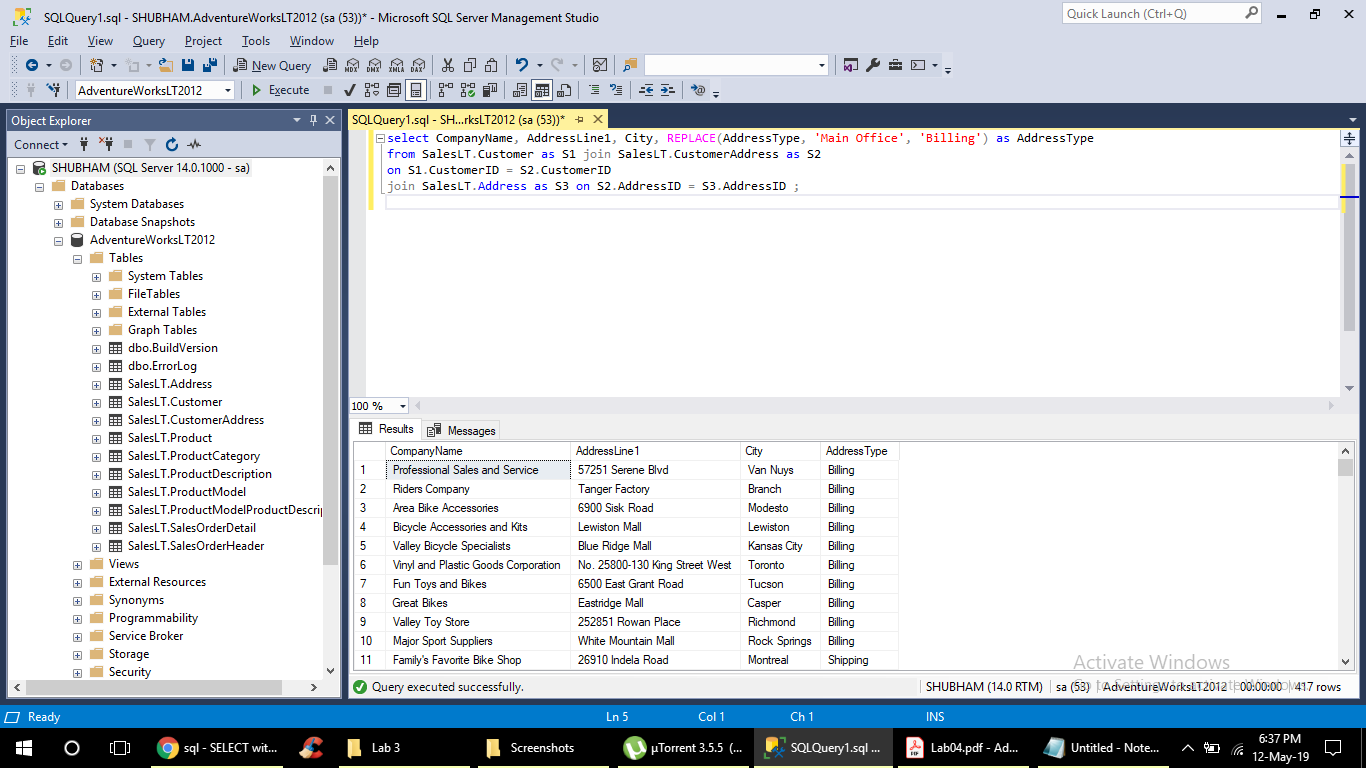 SQLQuery1.sql - SHUBHAM.AdventureWorksLT2012 (sa (53))* - Microsoft SQL Server Management Studio
Quick Launch (Ctrl+Q)
File Edit View Query Project Tools Window Help
New Query MDX DMX XMLA DAX
AdventureWorksLT2012 Execute
Object Explorer
Connect
SHUBHAM (SQL Server 14.0.1000 - sa)
Databases
System Databases
Database Snapshots
AdventureWorksLT2012
Tables
System Tables
FileTables
External Tables
Graph Tables
dbo.BuildVersion
dbo.ErrorLog
SalesLT.Address
SalesLT.Customer
SalesLT.CustomerAddress
SalesLT.Product
SalesLT.ProductCategory
SalesLT.ProductDescription
SalesLT.ProductModel
SalesLT.ProductModelProductDescrip
SalesLT.SalesOrderDetail
SalesLT.SalesOrderHeader
Views
External Resources
Synonyms
Programmability
Service Broker
Storage
Security
SQLQuery1.sql - SH...rksLT2012 (sa (53))*
select CompanyName, AddressLine1, City, REPLACE(AddressType, 'Main Office', 'Billing') as AddressType
from SalesLT.Customer as S1 join SalesLT.CustomerAddress as S2
on S1.CustomerID = S2.CustomerID
join SalesLT.Address as S3 on S2.AddressID = S3.AddressID ;
100 %
Results Messages
CompanyName AddressLine1 City AddressType
1 Professional Sales and Service 57251 Serene Blvd Van Nuys Billing
2 Riders Company Tanger Factory Branch Billing
3 Area Bike Accessories 6900 Sisk Road Modesto Billing
4 Bicycle Accessories and Kits Lewiston Mall Lewiston Billing
5 Valley Bicycle Specialists Blue Ridge Mall Kansas City Billing
6 Vinyl and Plastic Goods Corporation No. 25800-130 King Street West Toronto Billing
7 Fun Toys and Bikes 6500 East Grant Road Tucson Billing
8 Great Bikes Eastridge Mall Casper Billing
9 Valley Toy Store 252851 Rowan Place Richmond Billing
10 Major Sport Suppliers White Mountain Mall Rock Springs Billing
11 Family's Favorite Bike Shop 26910 Indela Road Montreal Shipping
Activate Windows
Go to Settings to activate Windows.
Query executed successfully. SHUBHAM (14.0 RTM) sa (53) AdventureWorksLT2012 00:00:00 417 rows
Ready Ln 5 Col 1 Ch 1 INS
sql - SELECT wit... Lab 3 Screenshots µTorrent 3.5.5 (... SQLQuery1.sql ... Lab04.pdf - Ad... Untitled - Note... 6:37 PM
12-May-19